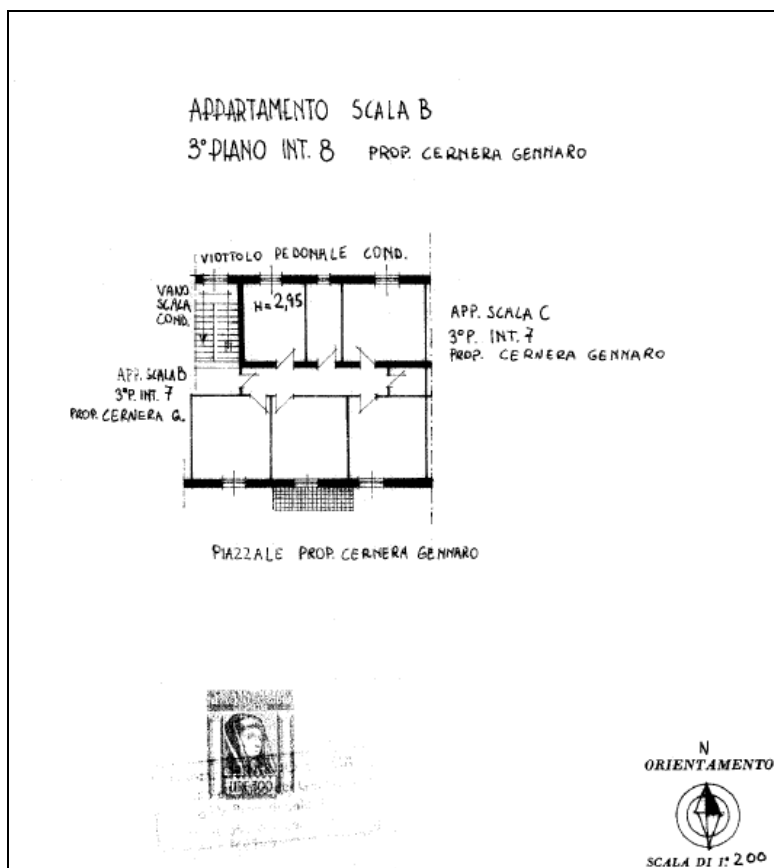 APPARTAMENTO SCALA B
3° PIANO INT. 8 PROP. CERNERA GENNARO
VIOTTOLO PEDONALE COND.
VANO
SCALA
COND.
H= 2,95
APP. SCALA C
3° P. INT. 7
PROP. CERNERA GENNARO
APP. SCALA B
3° P. INT. 7
PROP. CERNERA G.
PIAZZALE PROP. CERNERA GENNARO
N
ORIENTAMENTO
SCALA DI 1: 200